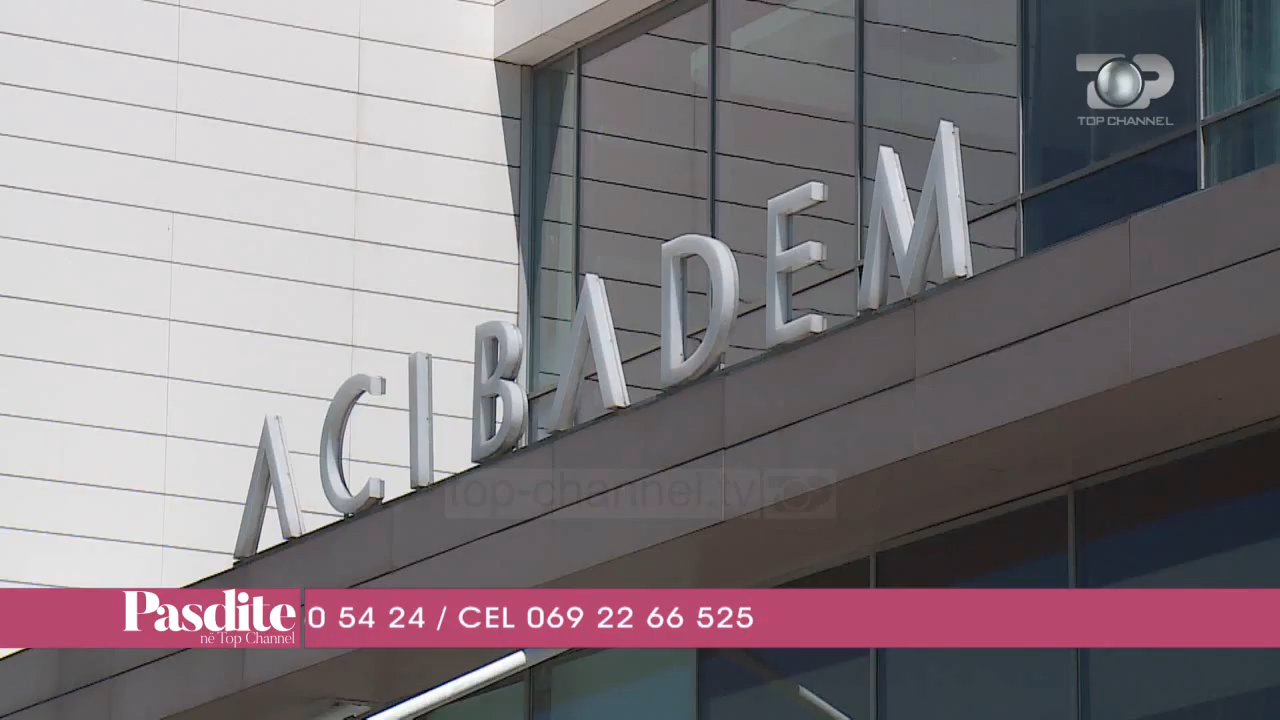 TOP CHANNEL
ACIBADEM
top-channel.tv
Pasdite
në Top Channel
0 54 24 / CEL 069 22 66 525